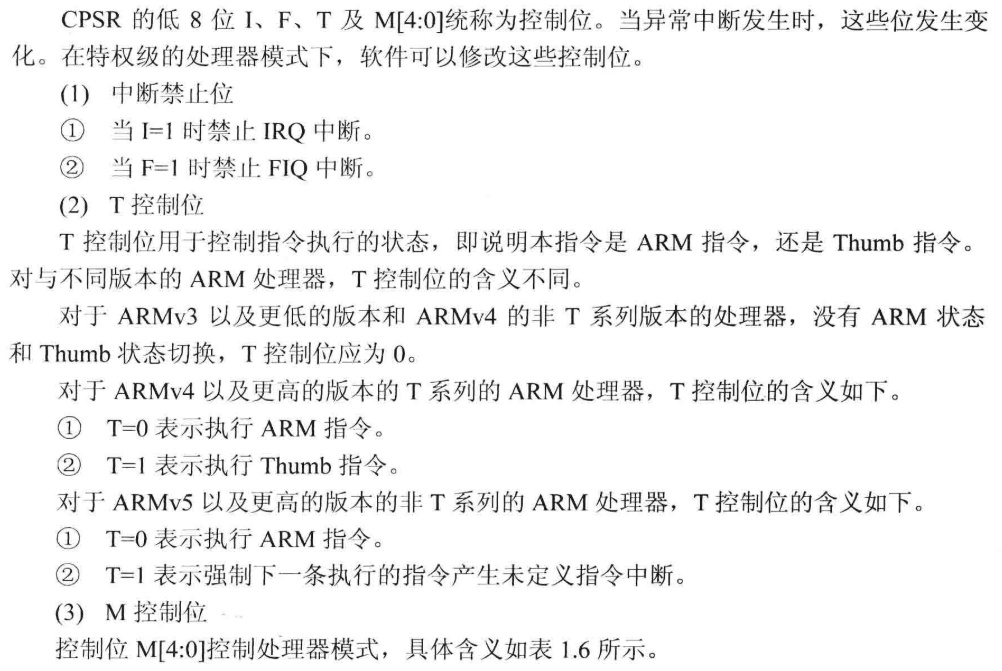 CPSR 的低 8 位 I、F、T 及 M[4:0]统称为控制位。当异常中断发生时，这些位发生变
化。在特权级的处理器模式下，软件可以修改这些控制位。
(1) 中断禁止位
① 当 I=1 时禁止 IRQ 中断。
② 当 F=1 时禁止 FIQ 中断。
(2) T 控制位
T 控制位用于控制指令执行的状态，即说明本指令是 ARM 指令，还是 Thumb 指令。
对与不同版本的 ARM 处理器，T 控制位的含义不同。
对于 ARMv3 以及更低的版本和 ARMv4 的非 T 系列版本的处理器，没有 ARM 状态
和 Thumb 状态切换，T 控制位应为 0。
对于 ARMv4 以及更高的版本的 T 系列的 ARM 处理器，T 控制位的含义如下。
① T=0 表示执行 ARM 指令。
② T=1 表示执行 Thumb 指令。
对于 ARMv5 以及更高的版本的非 T 系列的 ARM 处理器，T 控制位的含义如下。
① T=0 表示执行 ARM 指令。
② T=1 表示强制下一条执行的指令产生未定义指令中断。
(3) M 控制位
控制位 M[4:0]控制处理器模式，具体含义如表 1.6 所示。